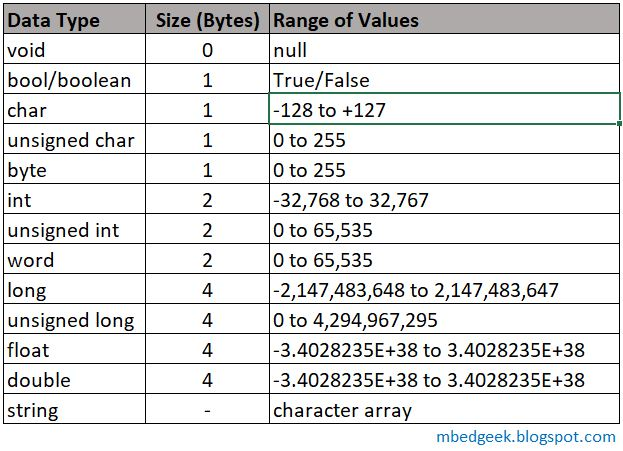 Data Type Size (Bytes) Range of Values
void 0 null
bool/boolean 1 True/False
char 1 -128 to +127
unsigned char 1 0 to 255
byte 1 0 to 255
int 2 -32,768 to 32,767
unsigned int 2 0 to 65,535
word 2 0 to 65,535
long 4 -2,147,483,648 to 2,147,483,647
unsigned long 4 0 to 4,294,967,295
float 4 -3.4028235E+38 to 3.4028235E+38
double 4 -3.4028235E+38 to 3.4028235E+38
string - character array
mbedgeek.blogspot.com